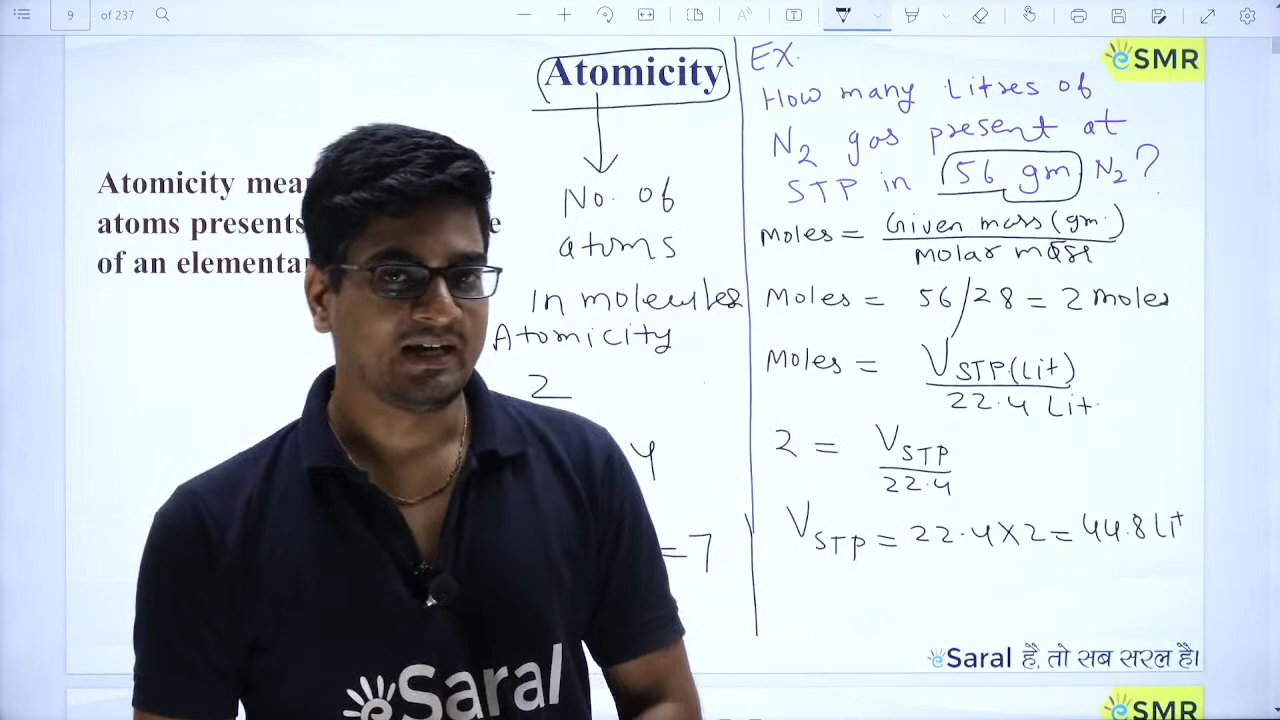 9 of 237
Atomicity
Atomicity
atoms presents
of an elementa
No. of
atoms
In molecules
Atomicity
2
4
=7
EX.
How many Litres of
N2 gas present at
STP in 56 gm N2?
Moles = Given mass (gm.)
molar mass
Moles = 56/28 = 2 moles
Moles = VSTP (Lit)
22.4 Lit.
2 = VSTP
22.4
VSTP = 22.4×2 = 44.8 Lit
eSMR
eSaral है, तो सब सरल है।
eSMR
eSaral